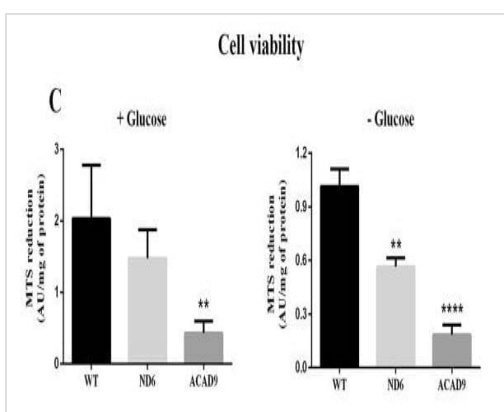 Cell viability
C
+ Glucose
- Glucose
MTS reduction
(AU/mg of protein)
3
2
1
0
**
WT
ND6
ACAD9
MTS reduction
(AU/mg of protein)
1.2
0.9
0.6
0.3
0.0
**
****
WT
ND6
ACAD9